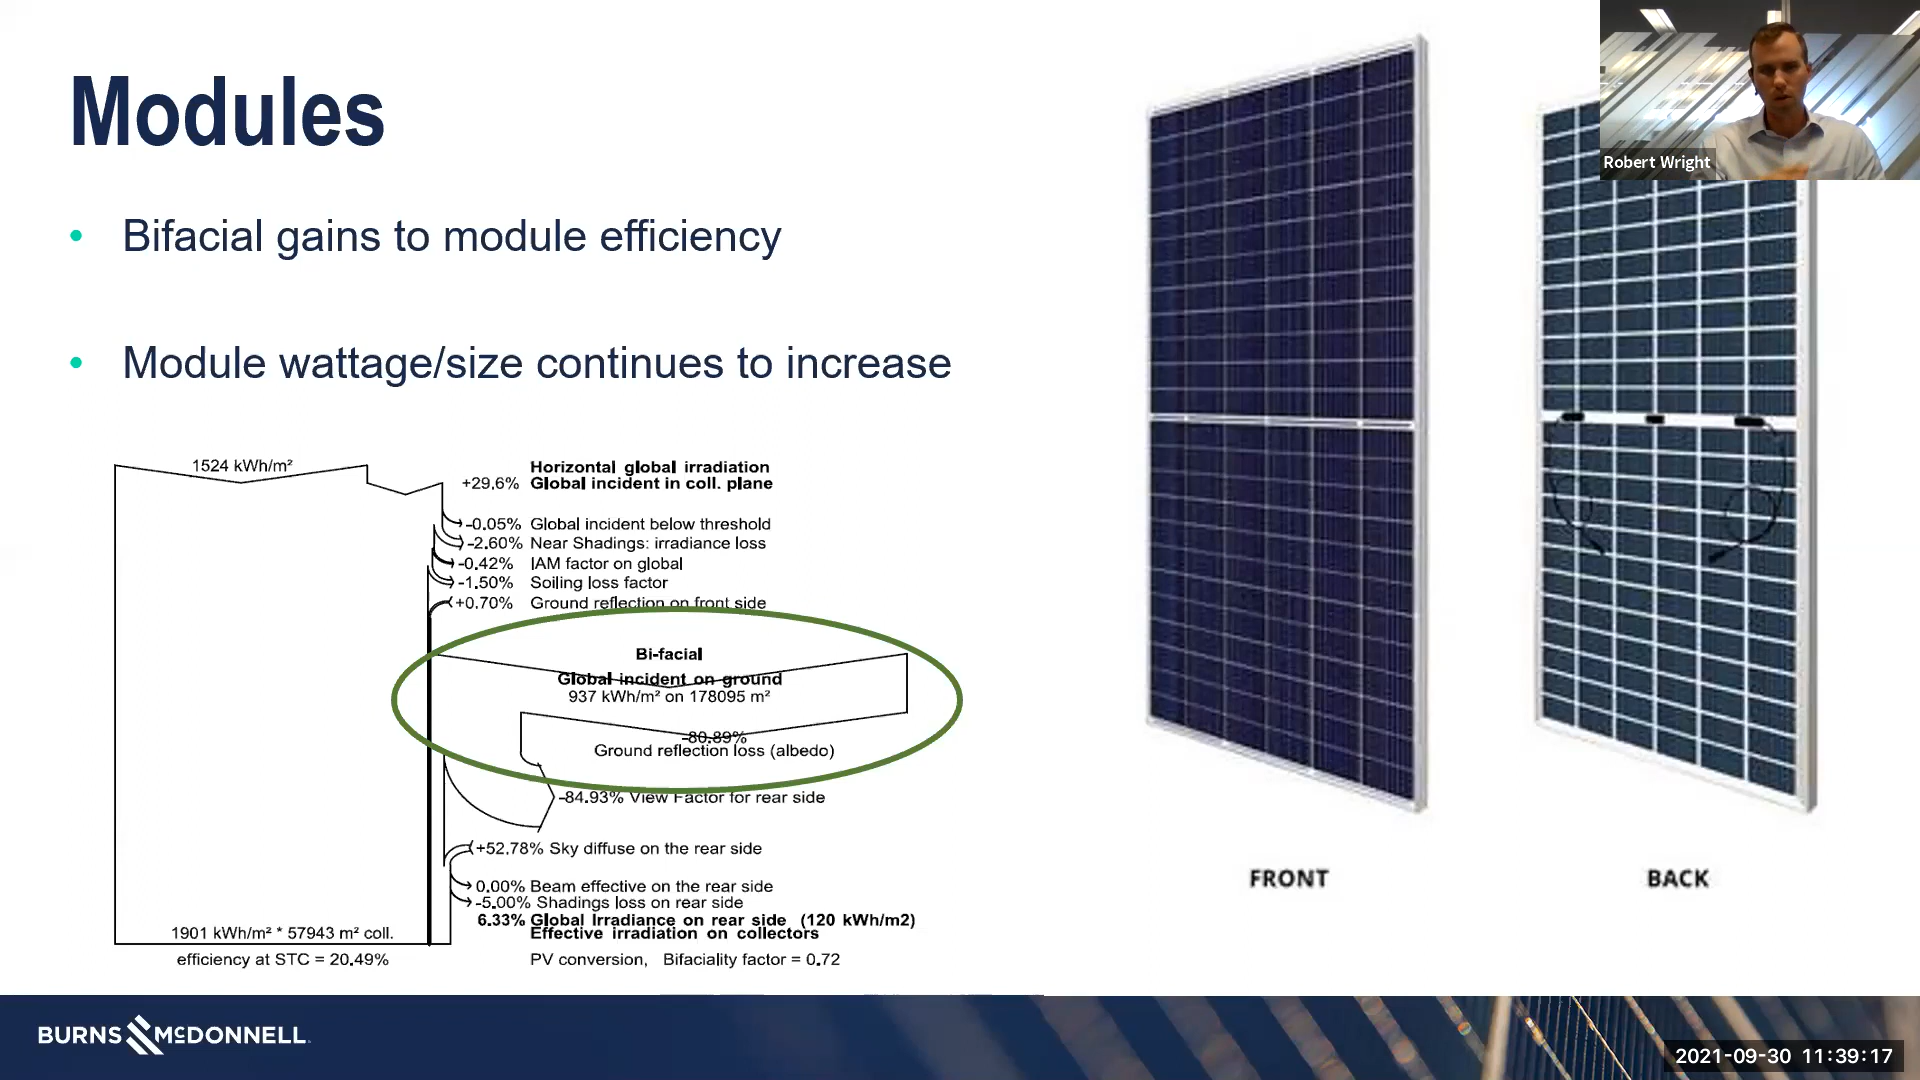 Modules
• Bifacial gains to module efficiency
• Module wattage/size continues to increase
1524 kWh/m²
Horizontal global irradiation
+29.6% Global incident in coll. plane
-0.05% Global incident below threshold
-2.60% Near Shadings: irradiance loss
-0.42% IAM factor on global
-1.50% Soiling loss factor
+0.70% Ground reflection on front side
Bi-facial
Global incident on ground
937 kWh/m² on 178095 m²
-80.89%
Ground reflection loss (albedo)
-84.93% View Factor for rear side
+52.78% Sky diffuse on the rear side
0.00% Beam effective on the rear side
-5.00% Shadings loss on rear side
6.33% Global Irradiance on rear side (120 kWh/m2)
1901 kWh/m² * 57943 m² coll. Effective irradiation on collectors
efficiency at STC = 20.49% PV conversion, Bifaciality factor = 0.72
FRONT
BACK
Robert Wright
BURNS McDONNELL.
2021-09-30 11:39:17